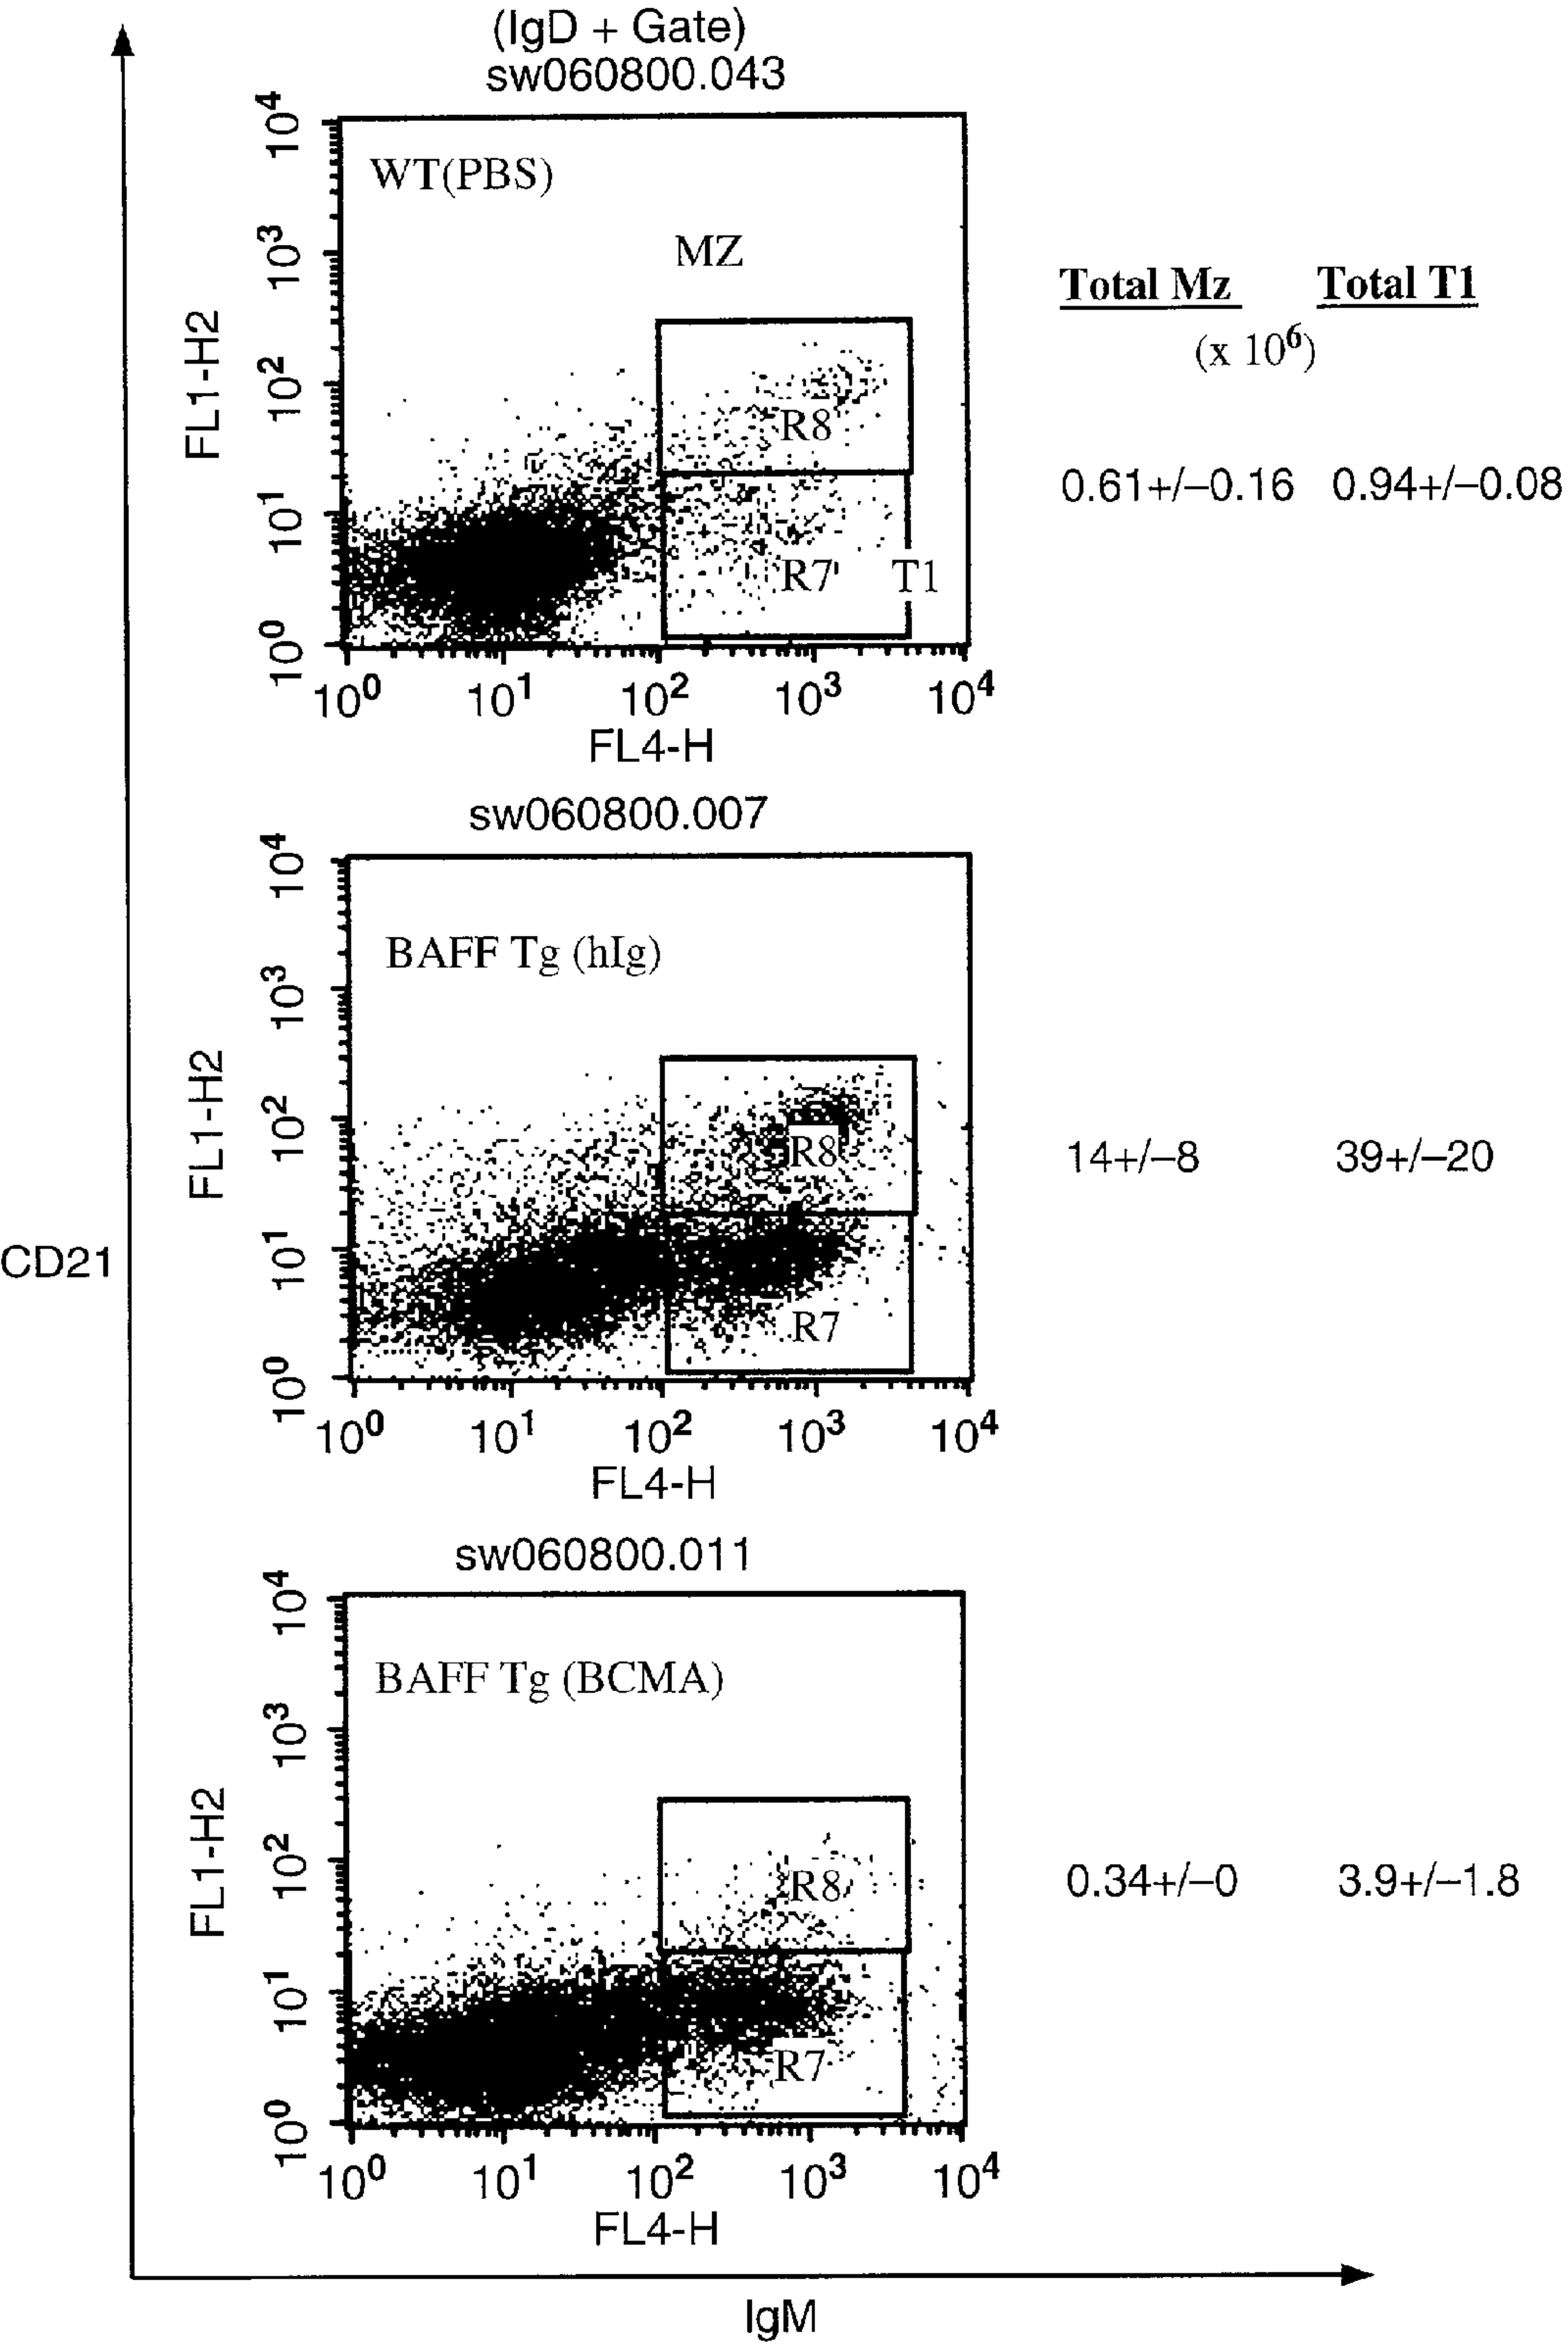 (IgD + Gate)
sw060800.043
10⁴
10³
10²
10¹
10⁰
FL1-H2
WT(PBS)
MZ
R8
R7
T1
10⁰ 10¹ 10² 10³ 10⁴
FL4-H
Total Mz Total T1
(x 10⁶)
0.61+/–0.16 0.94+/–0.08
sw060800.007
10⁴
10³
10²
10¹
10⁰
FL1-H2
BAFF Tg (hIg)
R8
R7
10⁰ 10¹ 10² 10³ 10⁴
FL4-H
14+/–8 39+/–20
CD21
sw060800.011
10⁴
10³
10²
10¹
10⁰
FL1-H2
BAFF Tg (BCMA)
R8
R7
10⁰ 10¹ 10² 10³ 10⁴
FL4-H
0.34+/–0 3.9+/–1.8
IgM